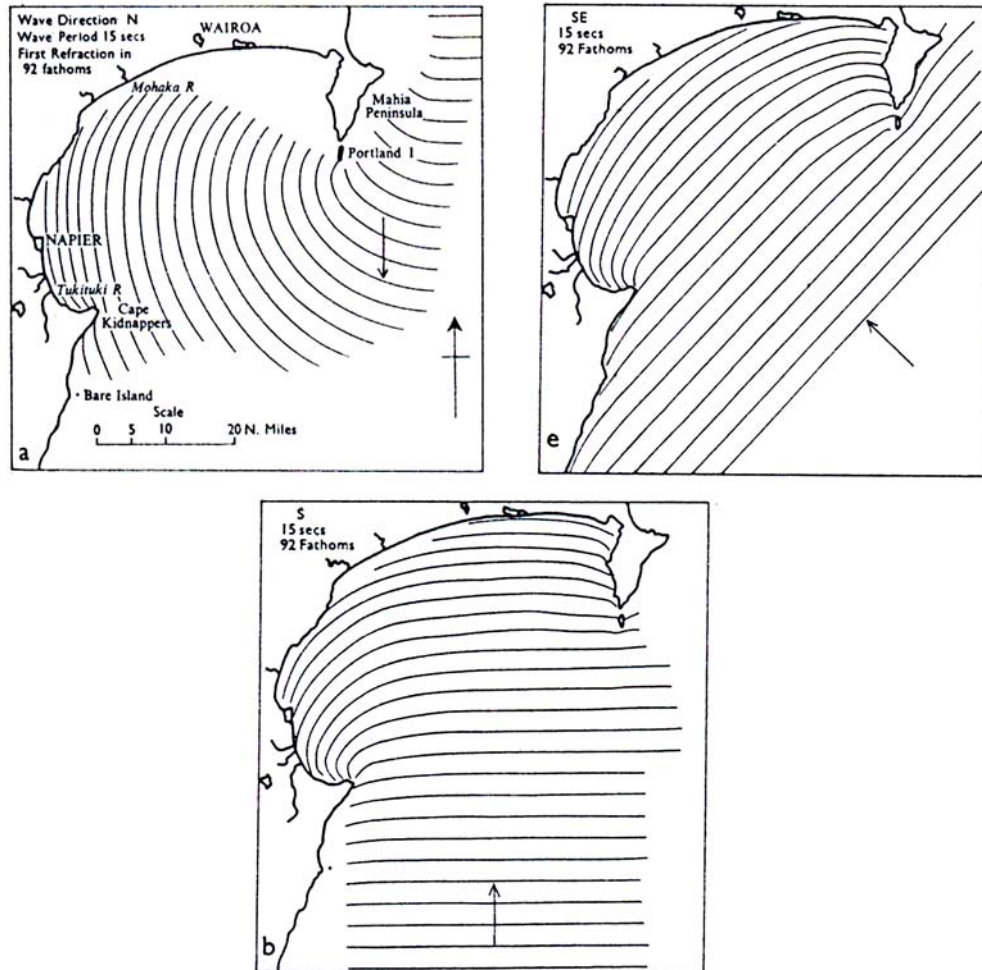 Wave Direction N
Wave Period 15 secs
First Refraction in
92 fathoms
WAIROA
Mohaka R
Mahia
Peninsula
Portland I
NAPIER
Tukituki R
Cape
Kidnappers
Bare Island
Scale
0 5 10 20 N. Miles
a
SE
15 secs
92 Fathoms
e
S
15 secs
92 Fathoms
b